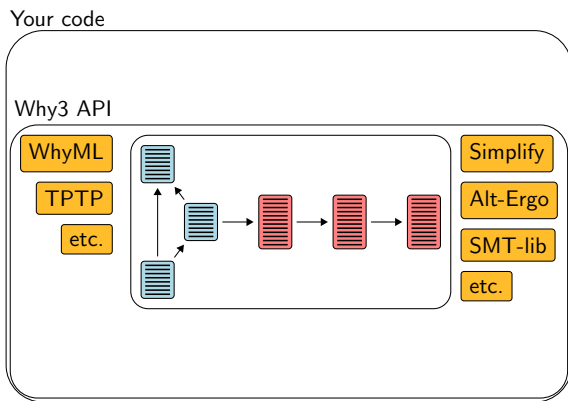 Your code
Why3 API
WhyML
TPTP
etc.
Simplify
Alt-Ergo
SMT-lib
etc.